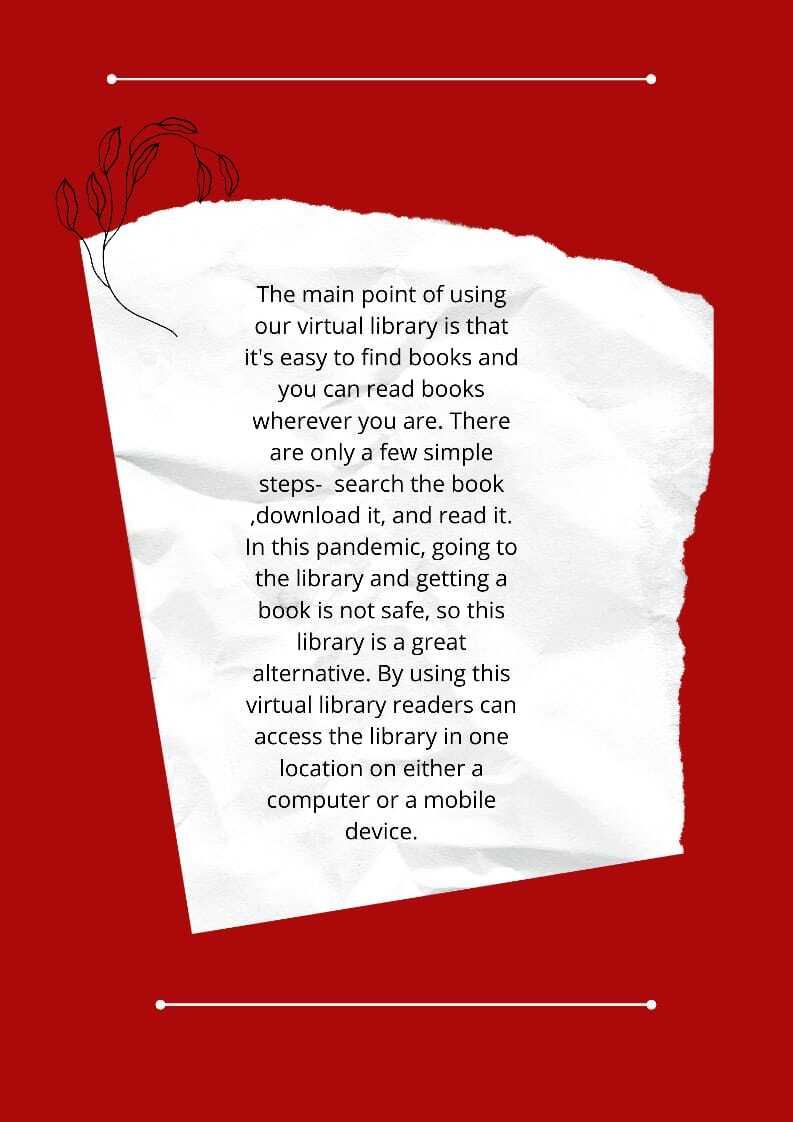 The main point of using
our virtual library is that
it's easy to find books and
you can read books
wherever you are. There
are only a few simple
steps-  search the book
,download it, and read it.
In this pandemic, going to
the library and getting a
book is not safe, so this
library is a great
alternative. By using this
virtual library readers can
access the library in one
location on either a
computer or a mobile
device.